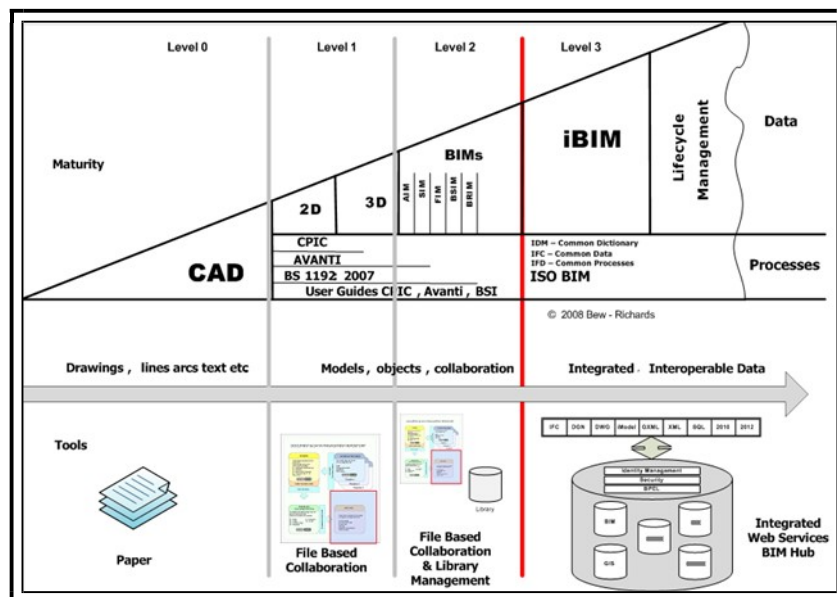 Level 0
Level 1
Level 2
Level 3
Maturity
CAD
2D
3D
BIMs
AIM
SIM
FIM
BSIM
BRIM
iBIM
Lifecycle
Management
Data
CPIC
AVANTI
BS 1192: 2007
User Guides CPIC , Avanti , BSI
IDM – Common Dictionary
IFC – Common Data
IFD – Common Processes
ISO BIM
Processes
© 2008 Bew - Richards
Drawings , lines arcs text etc
Models , objects , collaboration
Integrated , Interoperable Data
Tools
Paper
File Based
Collaboration
Library
File Based
Collaboration
& Library
Management
IFC DGN DWG iModel GXML XML SQL 2010 2012
Identity Management
Security
BPEL
BIM
GIS
Integrated
Web Services
BIM Hub